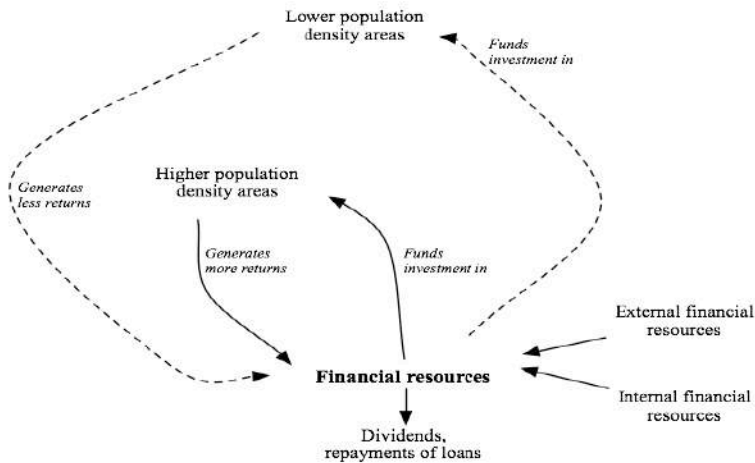 Lower population
density areas
Funds
investment in
Higher population
density areas
Generates
less returns
Generates
more returns
Funds
investment in
External financial
resources
Financial resources
Internal financial
resources
Dividends,
repayments of loans